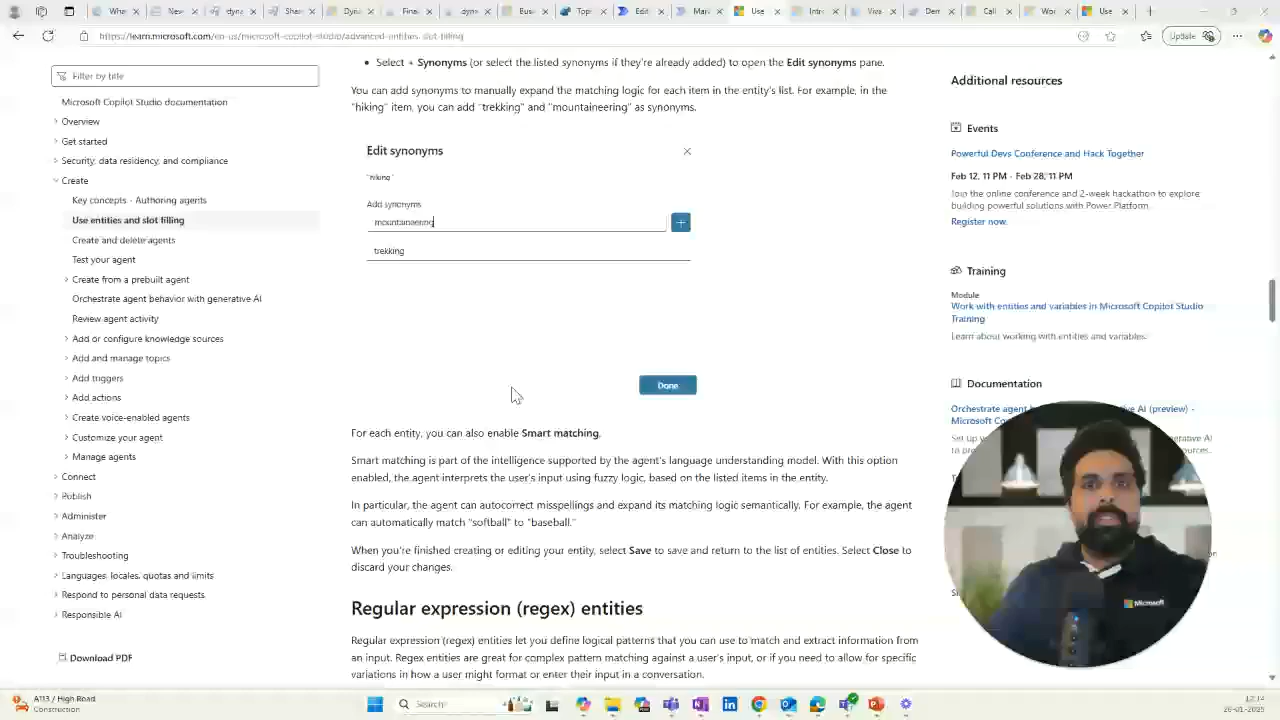 Update
https://learn.microsoft.com/en-us/microsoft-copilot-studio/advanced-entities-slot-filling
Filter by title
Microsoft Copilot Studio documentation
Overview
Get started
Security, data residency, and compliance
Create
Key concepts - Authoring agents
Use entities and slot filling
Create and delete agents
Test your agent
Create from a prebuilt agent
Orchestrate agent behavior with generative AI
Review agent activity
Add or configure knowledge sources
Add and manage topics
Add triggers
Add actions
Create voice-enabled agents
Customize your agent
Manage agents
Connect
Publish
Administer
Analyze
Troubleshooting
Languages, locales, quotas and limits
Respond to personal data requests
Responsible AI
Download PDF
• Select + Synonyms (or select the listed synonyms if they're already added) to open the Edit synonyms pane.
You can add synonyms to manually expand the matching logic for each item in the entity's list. For example, in the
"hiking" item, you can add "trekking" and "mountaineering" as synonyms.
Edit synonyms
"hiking"
Add synonyms
mountaineering
trekking
Done
For each entity, you can also enable Smart matching.
Smart matching is part of the intelligence supported by the agent's language understanding model. With this option
enabled, the agent interprets the user's input using fuzzy logic, based on the listed items in the entity.
In particular, the agent can autocorrect misspellings and expand its matching logic semantically. For example, the agent
can automatically match "softball" to "baseball."
When you're finished creating or editing your entity, select Save to save and return to the list of entities. Select Close to
discard your changes.
Regular expression (regex) entities
Regular expression (regex) entities let you define logical patterns that you can use to match and extract information from
an input. Regex entities are great for complex pattern matching against a user's input, or if you need to allow for specific
variations in how a user might format or enter their input in a conversation.
Additional resources
Events
Powerful Devs Conference and Hack Together
Feb 12, 11 PM - Feb 28, 11 PM
Join the online conference and 2-week hackathon to explore
building powerful solutions with Power Platform.
Register now.
Training
Module
Work with entities and variables in Microsoft Copilot Studio
Training
Learn about working with entities and variables.
Documentation
Orchestrate agent
AI (preview) -
Microsoft
Set up
AI
Microsoft
A113 / High Road
Construction
Search
12:14
26-01-2025